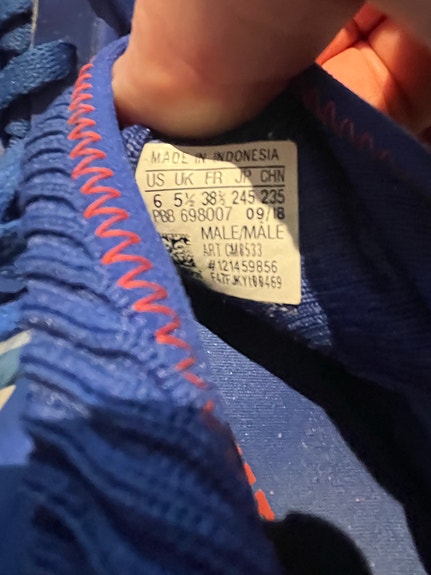 MADE IN INDONESIA
US UK FR JP CHN
6 5½ 38⅔ 245 235
PBB 698007 09/18
MALE/MÂLE
ART CM8533
#121459856